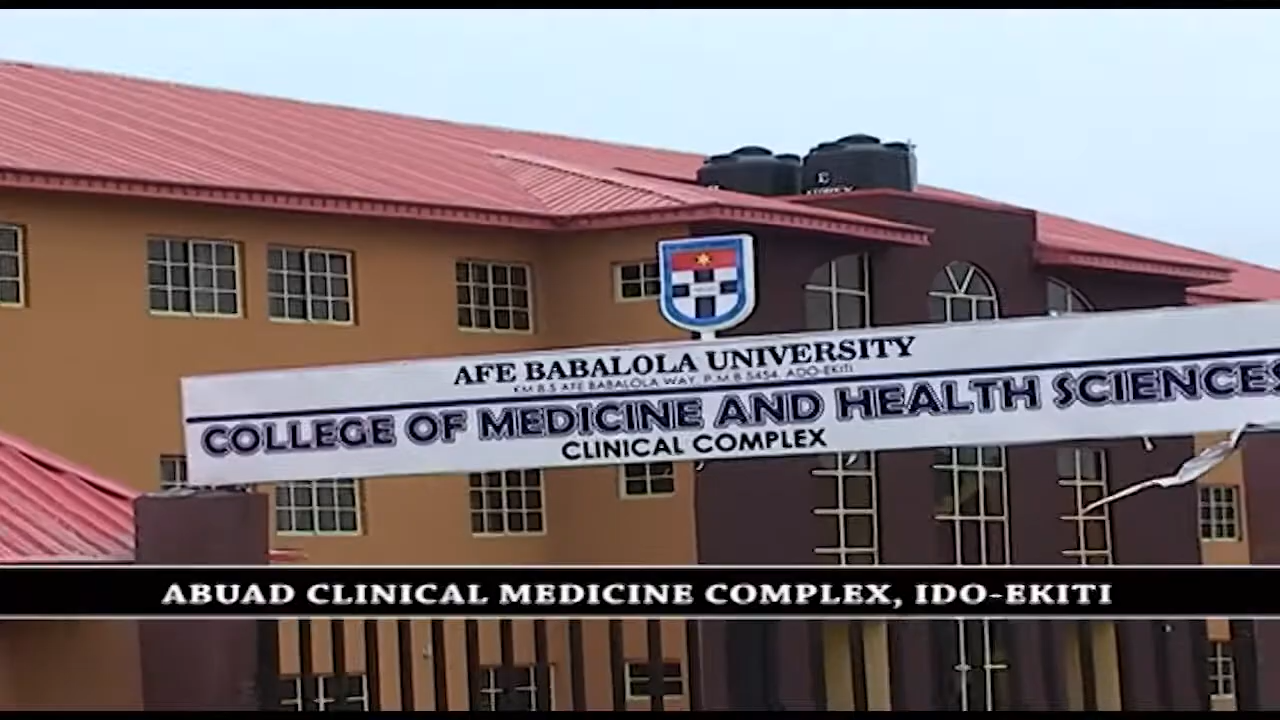 AFE BABALOLA UNIVERSITY
KM 8.5 AFE BABALOLA WAY, P.M.B 5454, ADO-EKITI
COLLEGE OF MEDICINE AND HEALTH SCIENCES
CLINICAL COMPLEX
ABUAD CLINICAL MEDICINE COMPLEX, IDO-EKITI